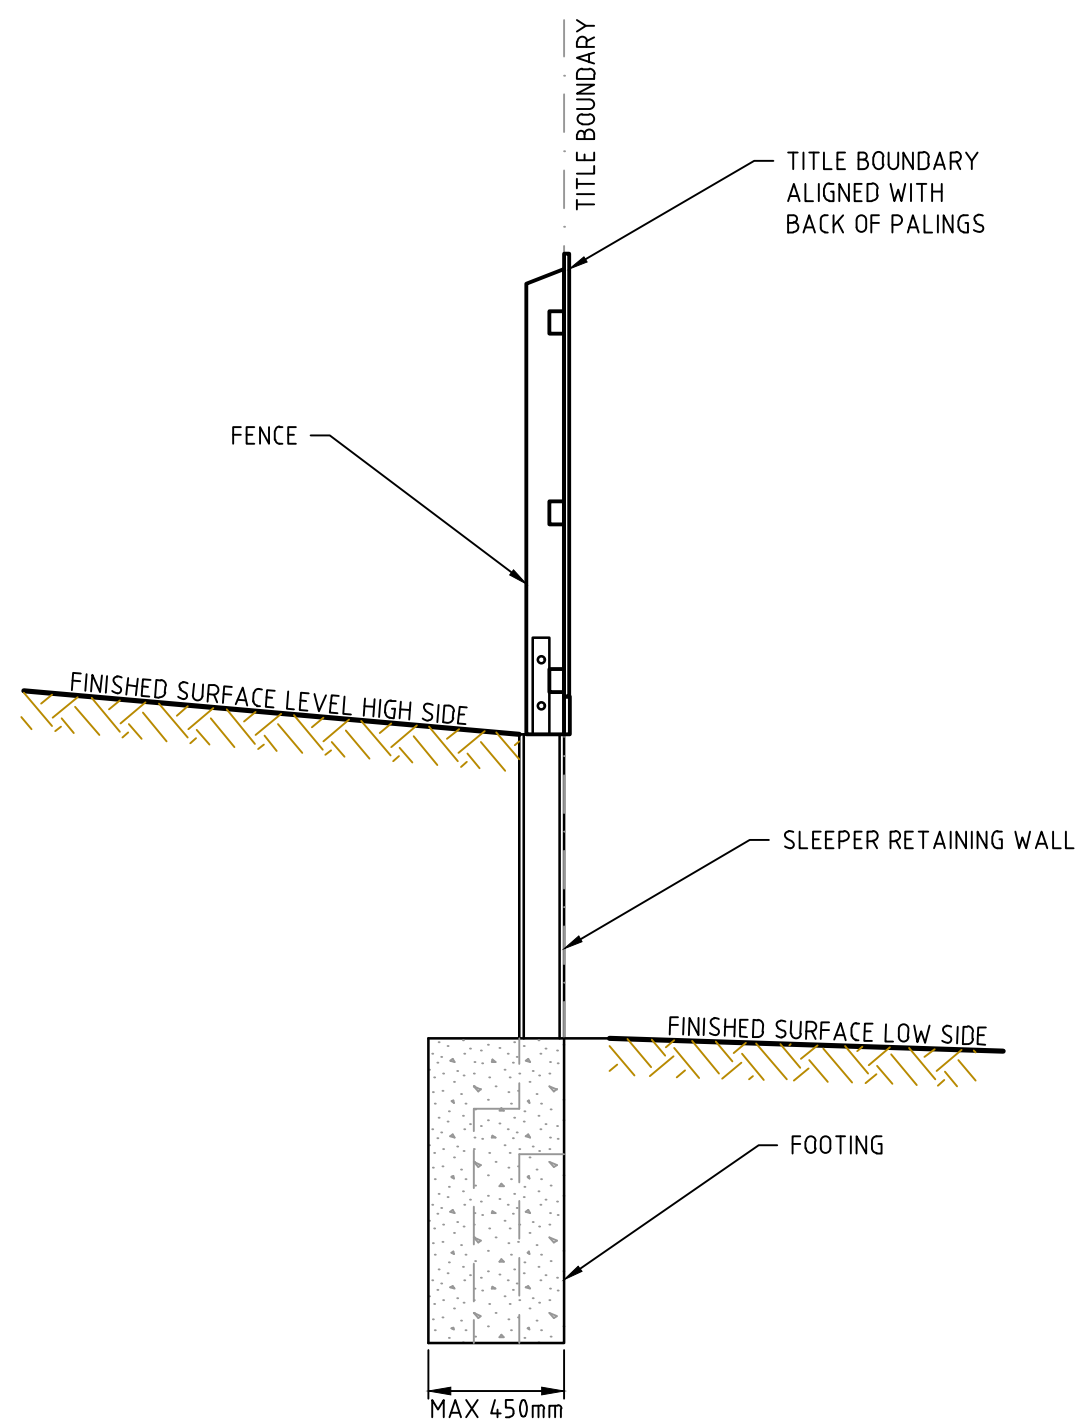 TITLE BOUNDARY
TITLE BOUNDARY
ALIGNED WITH
BACK OF PALINGS
FENCE
FINISHED SURFACE LEVEL HIGH SIDE
SLEEPER RETAINING WALL
FINISHED SURFACE LOW SIDE
FOOTING
MAX 450mm